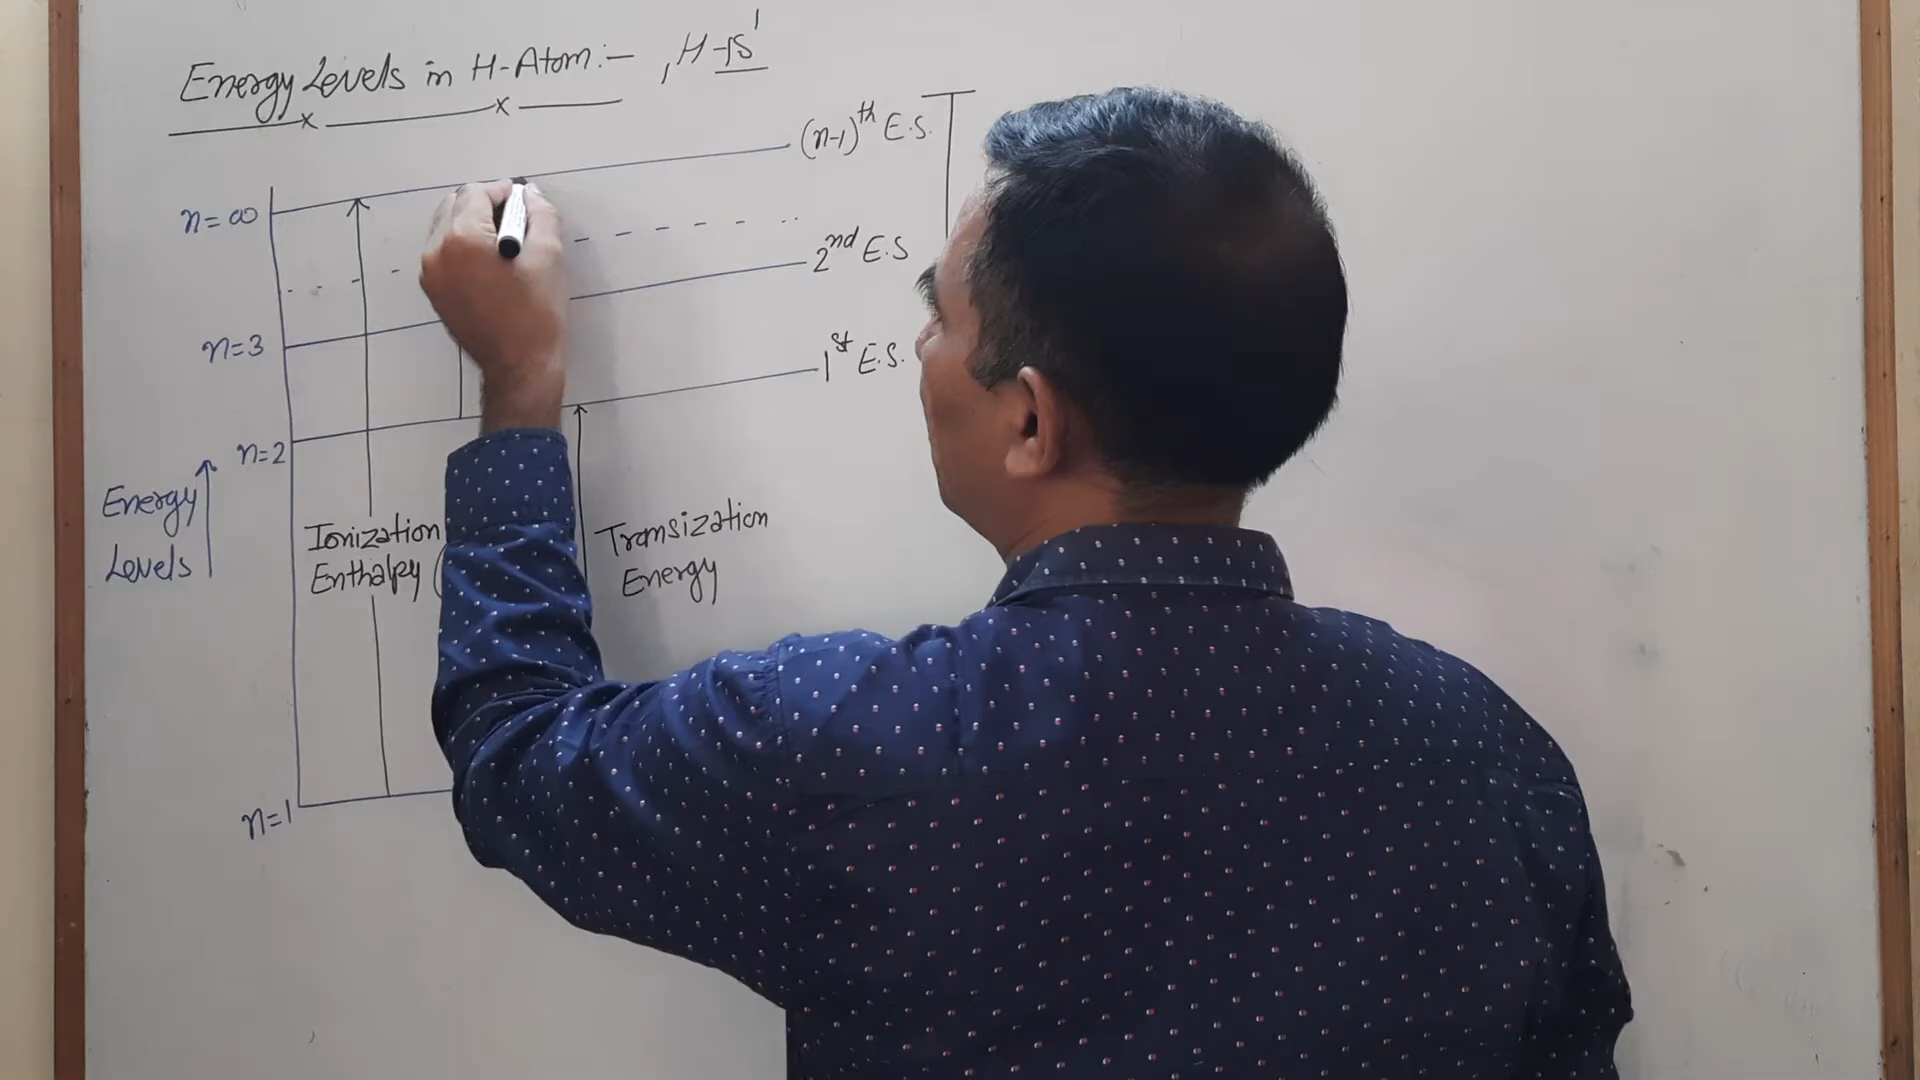 Energy Levels in H-Atom:- , H-1S¹
(n-1)th E.S.
n=∞
2nd E.S
n=3
1st E.S.
n=2
Energy
Levels
Ionization
Enthalpy (
Transization
Energy
n=1